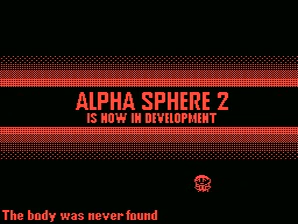 ALPHA SPHERE 2
IS NOW IN DEVELOPMENT
The body was never found